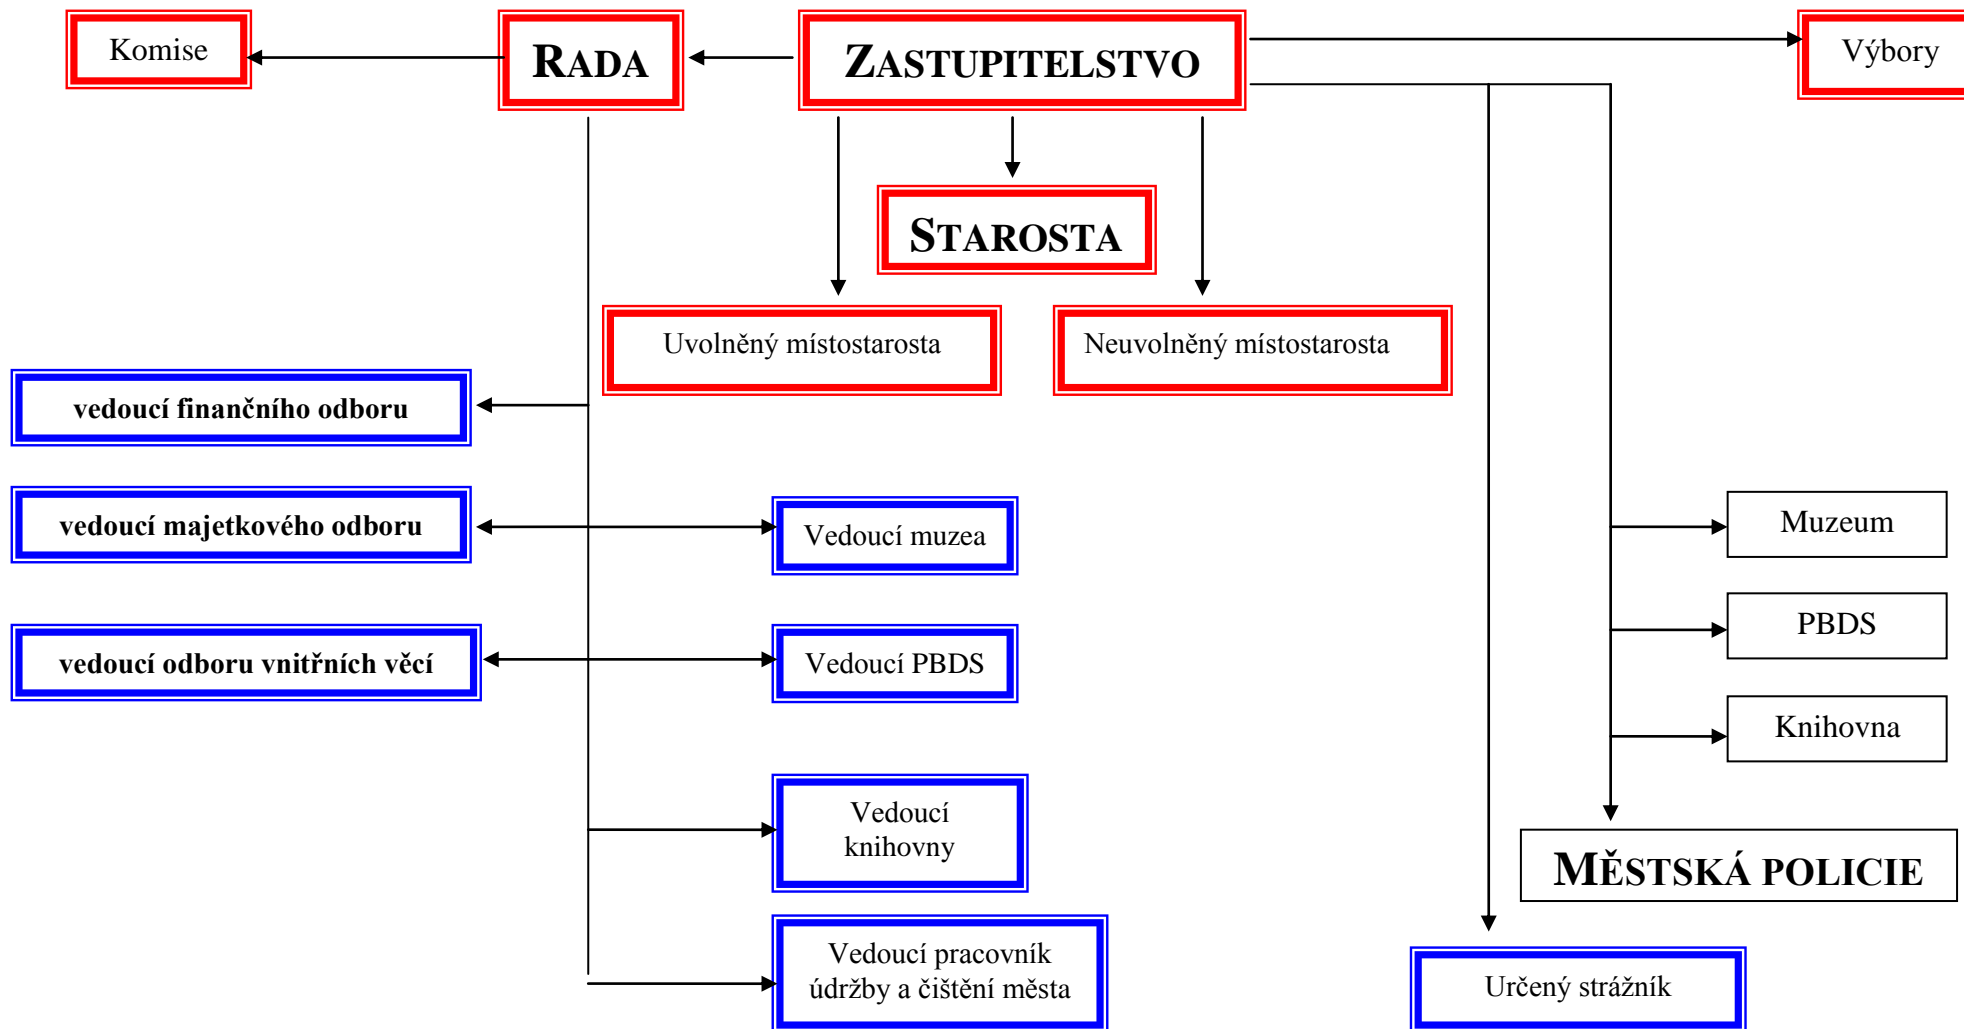 Komise
RADA
ZASTUPITELSTVO
Výbory
STAROSTA
Uvolněný místostarosta
Neuvolněný místostarosta
vedoucí finančního odboru
vedoucí majetkového odboru
Vedoucí muzea
Muzeum
PBDS
vedoucí odboru vnitřních věcí
Vedoucí PBDS
Knihovna
Vedoucí
knihovny
MĚSTSKÁ POLICIE
Vedoucí pracovník
údržby a čištění města
Určený strážník